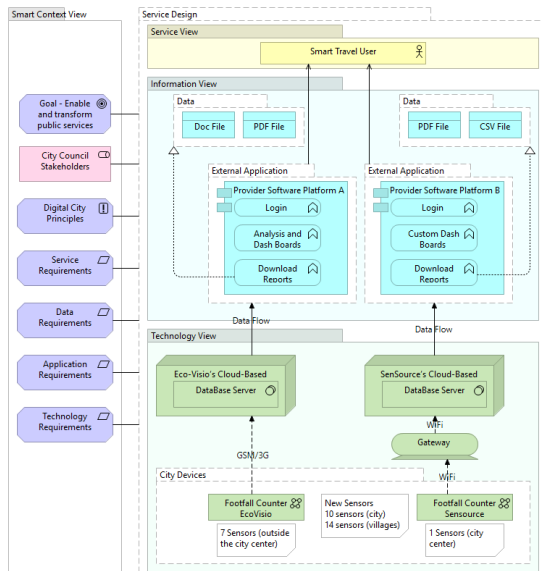 Smart Context View
Service Design
Service View
Smart Travel User
Information View
Goal - Enable
and transform
public services
City Council
Stakeholders
Digital City
Principles
Service
Requirements
Data
Requirements
Application
Requirements
Technology
Requirements
Data
Doc File
PDF File
Data
PDF File
CSV File
External Application
Provider Software Platform A
Login
Analysis and
Dash Boards
Download
Reports
External Application
Provider Software Platform B
Login
Custom Dash
Boards
Download
Reports
Data Flow
Data Flow
Technology View
Eco-Visio's Cloud-Based
DataBase Server
SenSource's Cloud-Based
DataBase Server
WiFi
Gateway
GSM/3G
WiFi
City Devices
Footfall Counter
EcoVisio
7 Sensors (outside
the city center)
New Sensors
10 sensors (city)
14 sensors (villages)
Footfall Counter
Sensource
1 Sensors (city
center)